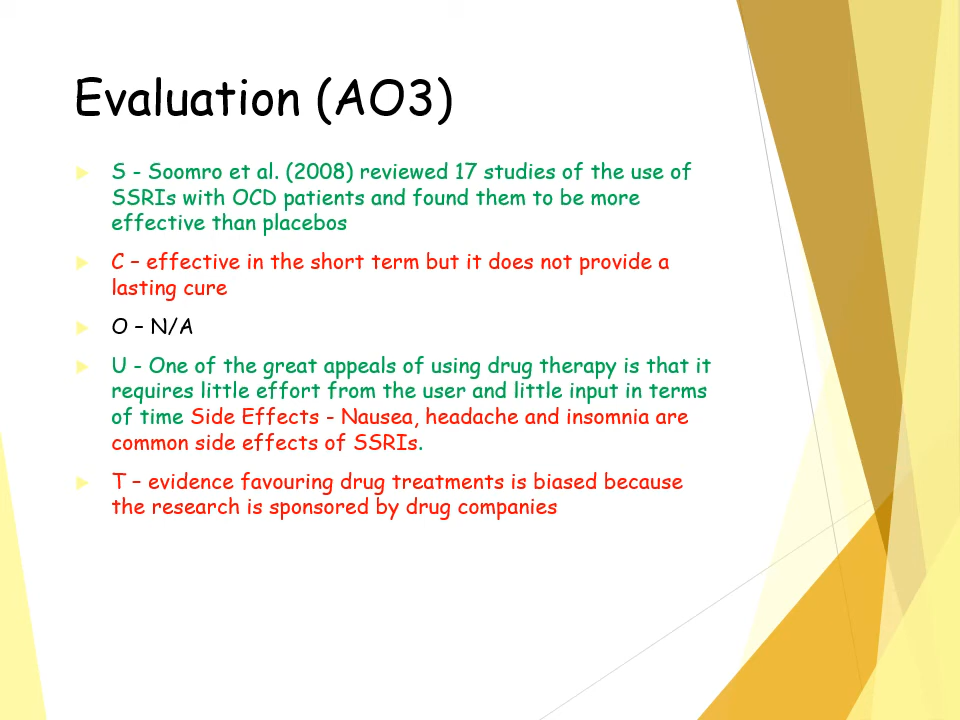 Evaluation (AO3)
S - Soomro et al. (2008) reviewed 17 studies of the use of
SSRIs with OCD patients and found them to be more
effective than placebos
C – effective in the short term but it does not provide a
lasting cure
O – N/A
U - One of the great appeals of using drug therapy is that it
requires little effort from the user and little input in terms
of time Side Effects - Nausea, headache and insomnia are
common side effects of SSRIs.
T – evidence favouring drug treatments is biased because
the research is sponsored by drug companies